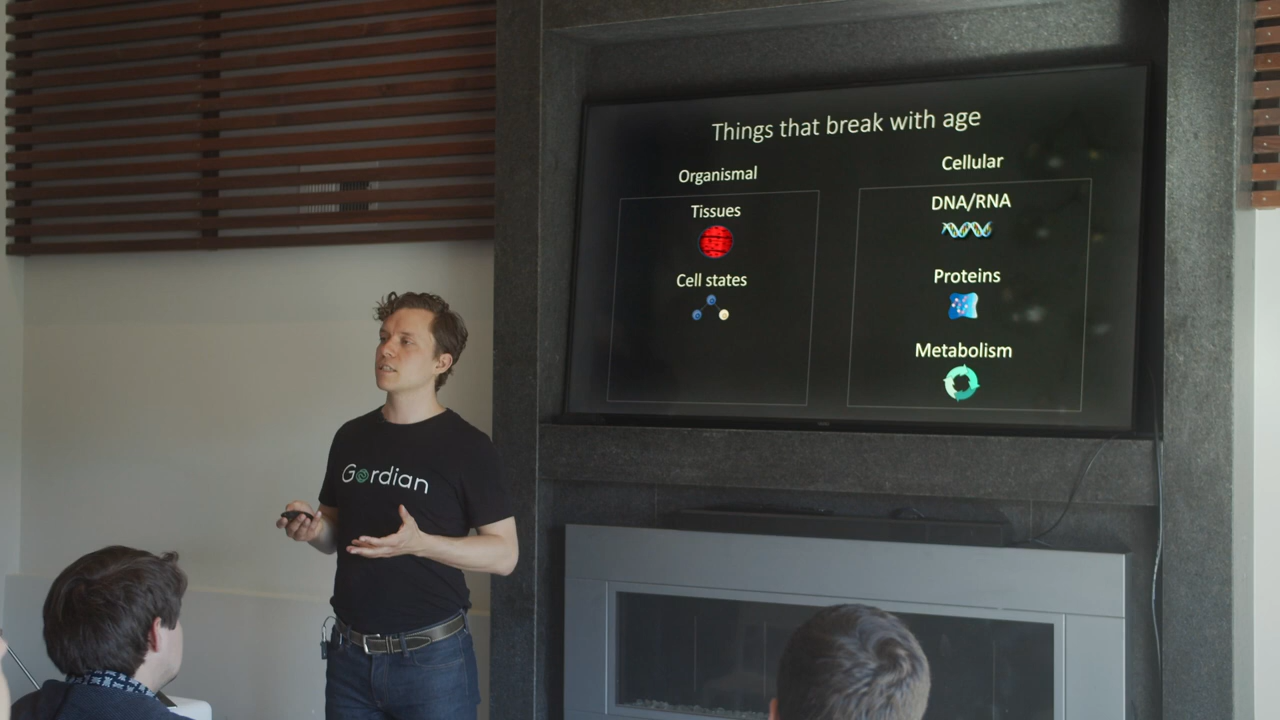 Things that break with age
Organismal
Tissues
Cell states
Cellular
DNA/RNA
Proteins
Metabolism
Gordian